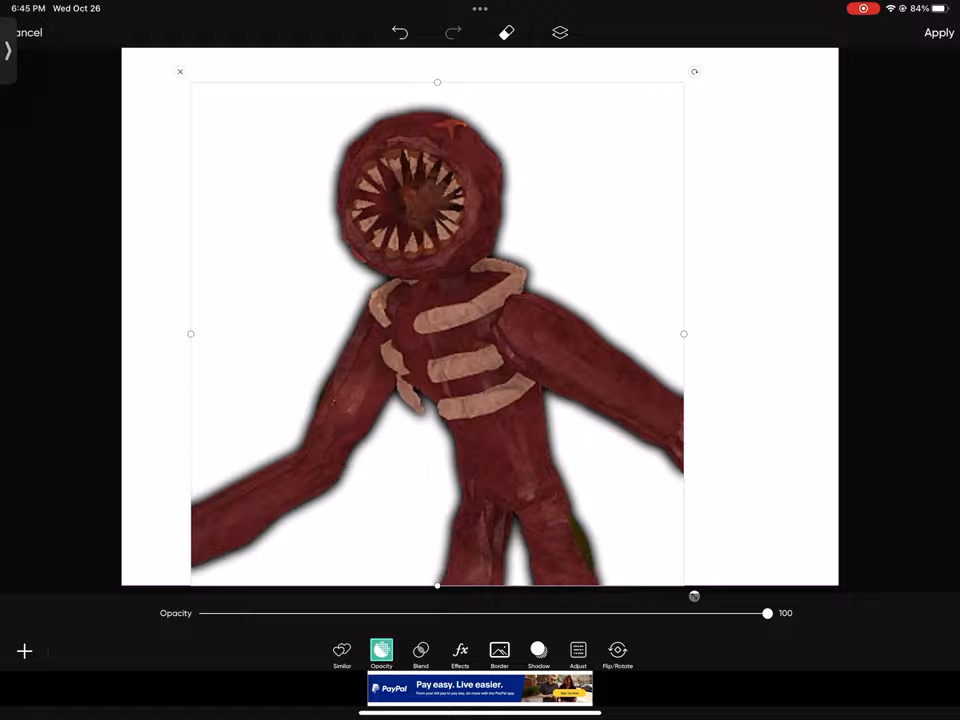 6:45 PM Wed Oct 26
84%
ancel
Apply
Opacity
100
Similar
Opacity
Blend
Effects
Border
Shadow
Adjust
Flip/Rotate
PayPal
Pay easy. Live easier.